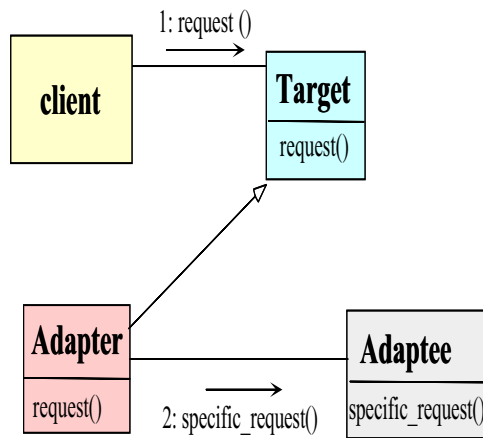 1: request ()
client
Target
request()
Adapter
request()
Adaptee
specific_request()
2: specific_request()